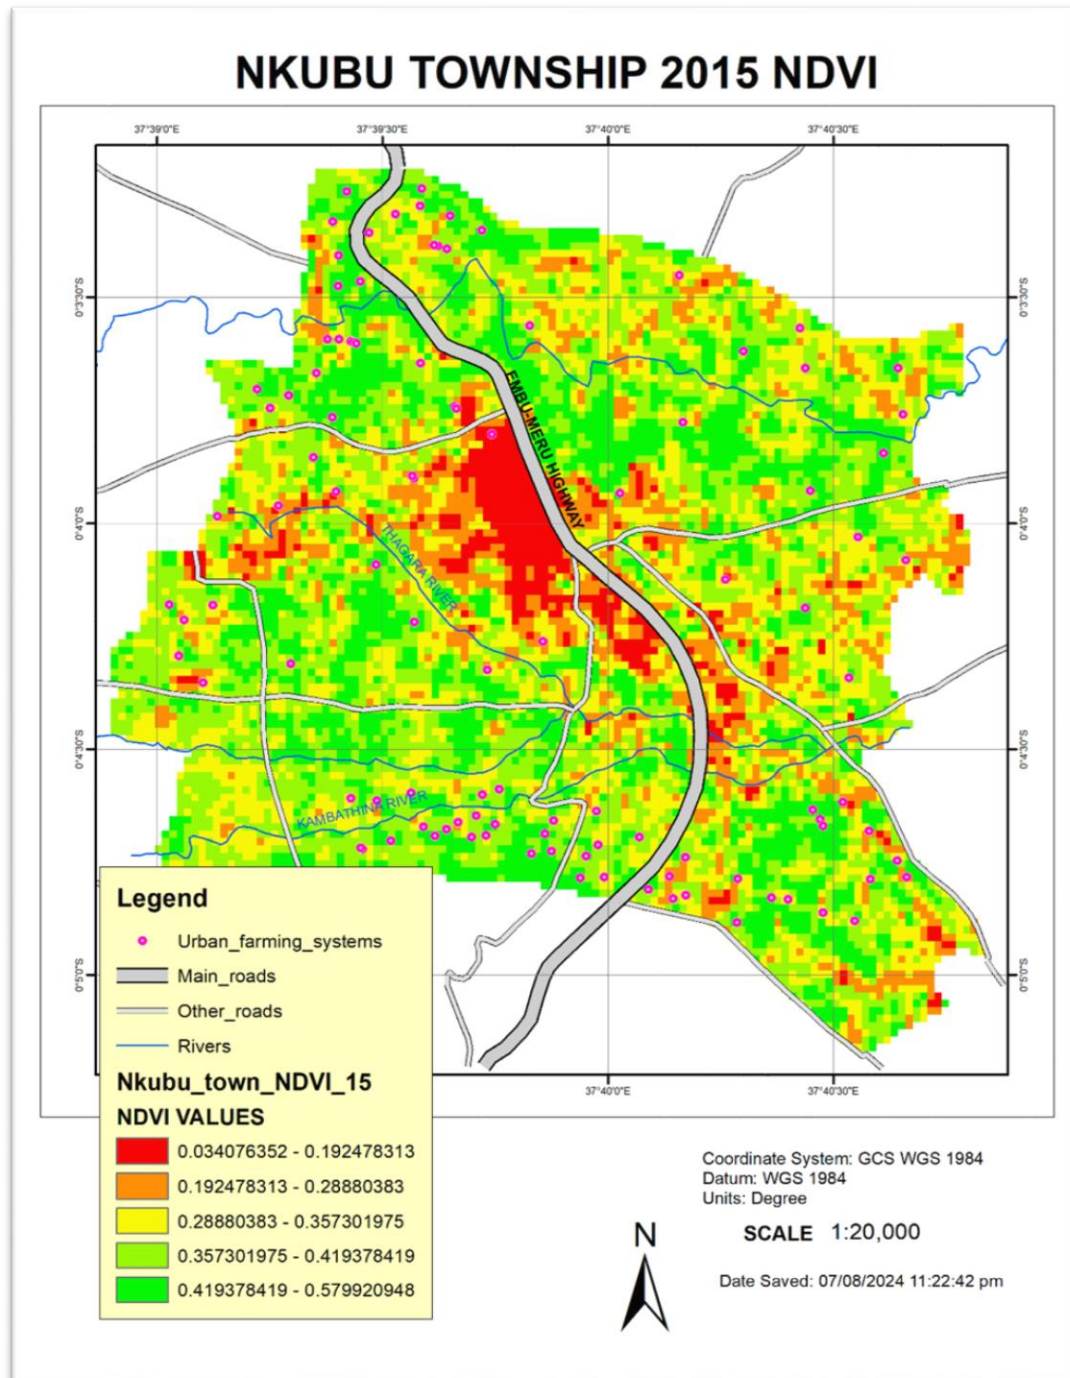 NKUBU TOWNSHIP 2015 NDVI
37°39'0"E 37°39'30"E 37°40'0"E 37°40'30"E
0°3'30"S 0°3'30"S
EMBU-MERU HIGHWAY
0°4'0"S 0°4'0"S
THAGARA RIVER
0°4'30"S 0°4'30"S
KAMBATHINA RIVER
0°5'0"S 0°5'0"S
37°40'0"E 37°40'30"E
Legend
Urban_farming_systems
Main_roads
Other_roads
Rivers
Nkubu_town_NDVI_15
NDVI VALUES
0.034076352 - 0.192478313
0.192478313 - 0.28880383
0.28880383 - 0.357301975
0.357301975 - 0.419378419
0.419378419 - 0.579920948
Coordinate System: GCS WGS 1984
Datum: WGS 1984
Units: Degree
N
SCALE 1:20,000
Date Saved: 07/08/2024 11:22:42 pm